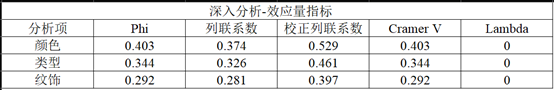 深入分析-效应量指标
分析项 Phi 列联系数 校正列联系数 Cramer V Lambda
颜色 0.403 0.374 0.529 0.403 0
类型 0.344 0.326 0.461 0.344 0
纹饰 0.292 0.281 0.397 0.292 0